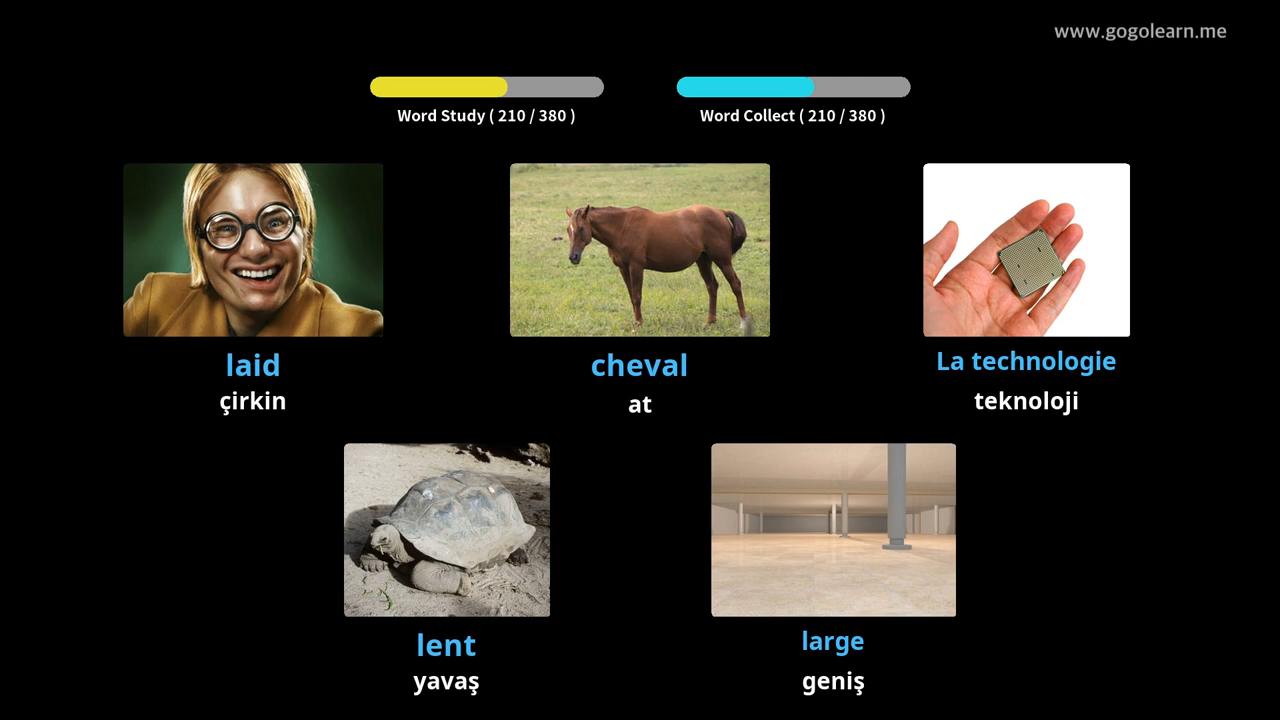 www.gogolearn.me
Word Study ( 210 / 380 )
Word Collect ( 210 / 380 )
laid
çirkin
cheval
at
La technologie
teknoloji
lent
yavaş
large
geniş